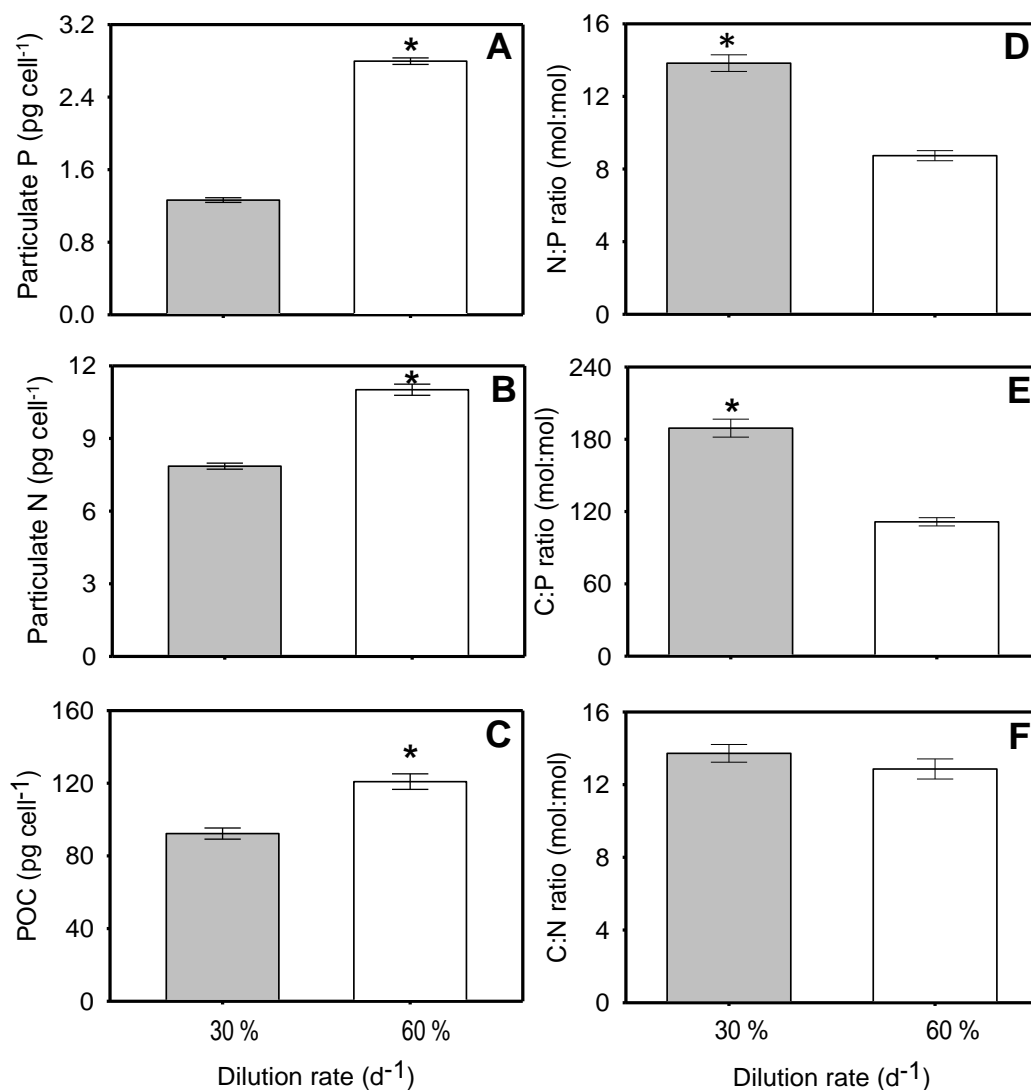 A
Particulate P (pg cell-1)
3.2
2.4
1.6
0.8
0.0
*
D
N:P ratio (mol:mol)
16
12
8
4
0
*
B
Particulate N (pg cell-1)
12
9
6
3
0
*
E
C:P ratio (mol:mol)
240
180
120
60
0
*
C
POC (pg cell-1)
160
120
80
40
0
*
30 %
60 %
Dilution rate (d-1)
F
C:N ratio (mol:mol)
16
12
8
4
0
30 %
60 %
Dilution rate (d-1)